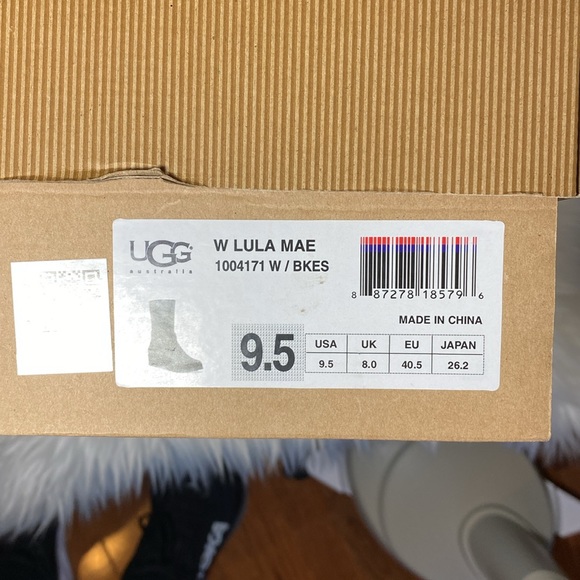 UGG®
australia
W LULA MAE
1004171 W / BKES
8 87278 18579 6
MADE IN CHINA
9.5
USA UK EU JAPAN
9.5 8.0 40.5 26.2